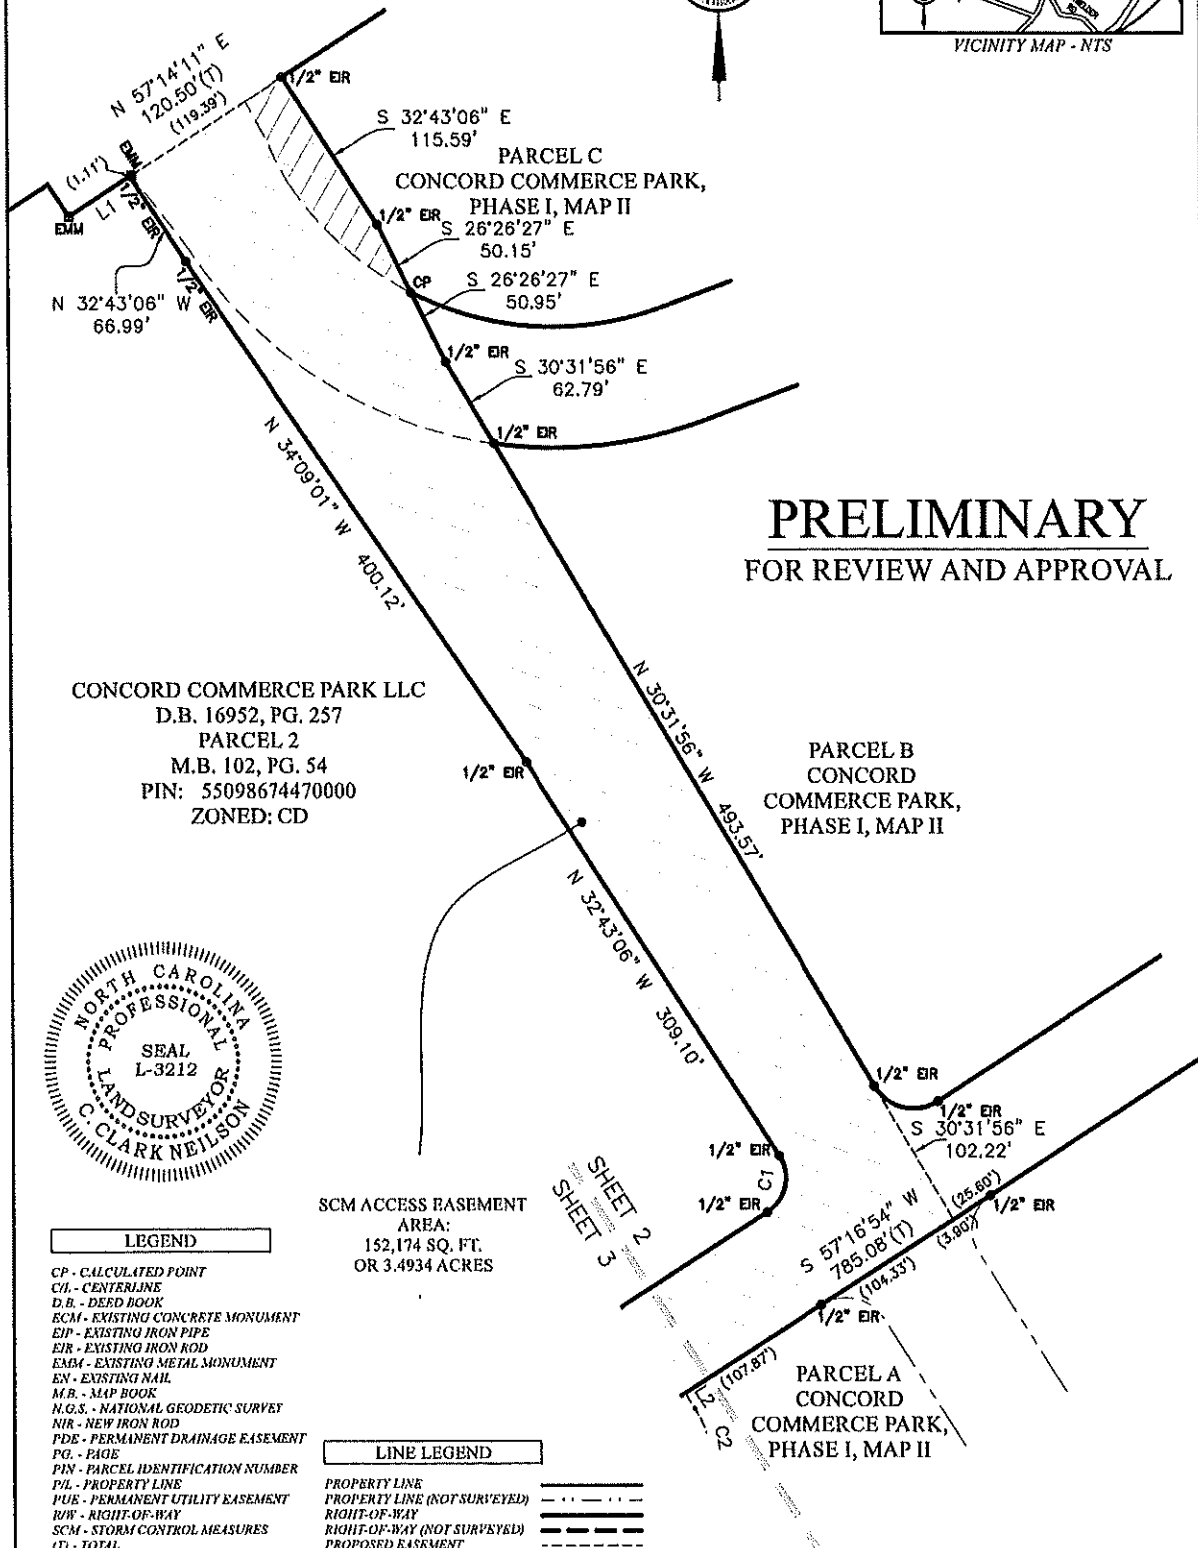 VICINITY MAP - NTS
N 57°14'11" E
120.50'(T)
(119.39')
1/2" EIR
S 32°43'06" E
115.59'
PARCEL C
CONCORD COMMERCE PARK,
PHASE I, MAP II
EMM
(1.11')
L1
EMM
1/2" EIR
1/2" EIR
1/2" EIR
S 26°26'27" E
50.15'
CP
S 26°26'27" E
50.95'
N 32°43'06" W
66.99'
1/2" EIR
S 30°31'56" E
62.79'
1/2" EIR
N 34°09'01" W 400.12'
PRELIMINARY
FOR REVIEW AND APPROVAL
CONCORD COMMERCE PARK LLC
D.B. 16952, PG. 257
PARCEL 2
M.B. 102, PG. 54
PIN: 55098674470000
ZONED: CD
N 30°31'56" W 493.57'
1/2" EIR
PARCEL B
CONCORD
COMMERCE PARK,
PHASE I, MAP II
N 32°43'06" W 309.10'
NORTH CAROLINA
PROFESSIONAL
SEAL
L-3212
LAND SURVEYOR
C. CLARK NEILSON
1/2" EIR
1/2" EIR
S 30°31'56" E
102.22'
1/2" EIR
C1
1/2" EIR
SHEET 2
SHEET 3
SCM ACCESS EASEMENT
AREA:
152,174 SQ. FT.
OR 3.4934 ACRES
(25.60')
1/2" EIR
S 57°16'54" W
785.08'(T)
(3.90')
(104.33')
1/2" EIR
(107.87')
L2
C2
PARCEL A
CONCORD
COMMERCE PARK,
PHASE I, MAP II
LEGEND
CP - CALCULATED POINT
C/L - CENTERLINE
D.B. - DEED BOOK
ECM - EXISTING CONCRETE MONUMENT
EIP - EXISTING IRON PIPE
EIR - EXISTING IRON ROD
EMM - EXISTING METAL MONUMENT
EN - EXISTING NAIL
M.B. - MAP BOOK
N.G.S. - NATIONAL GEODETIC SURVEY
NIR - NEW IRON ROD
PDE - PERMANENT DRAINAGE EASEMENT
PG. - PAGE
PIN - PARCEL IDENTIFICATION NUMBER
P/L - PROPERTY LINE
PUE - PERMANENT UTILITY EASEMENT
R/W - RIGHT-OF-WAY
SCM - STORM CONTROL MEASURES
(T) - TOTAL
LINE LEGEND
PROPERTY LINE
PROPERTY LINE (NOT SURVEYED)
RIGHT-OF-WAY
RIGHT-OF-WAY (NOT SURVEYED)
PROPOSED EASEMENT